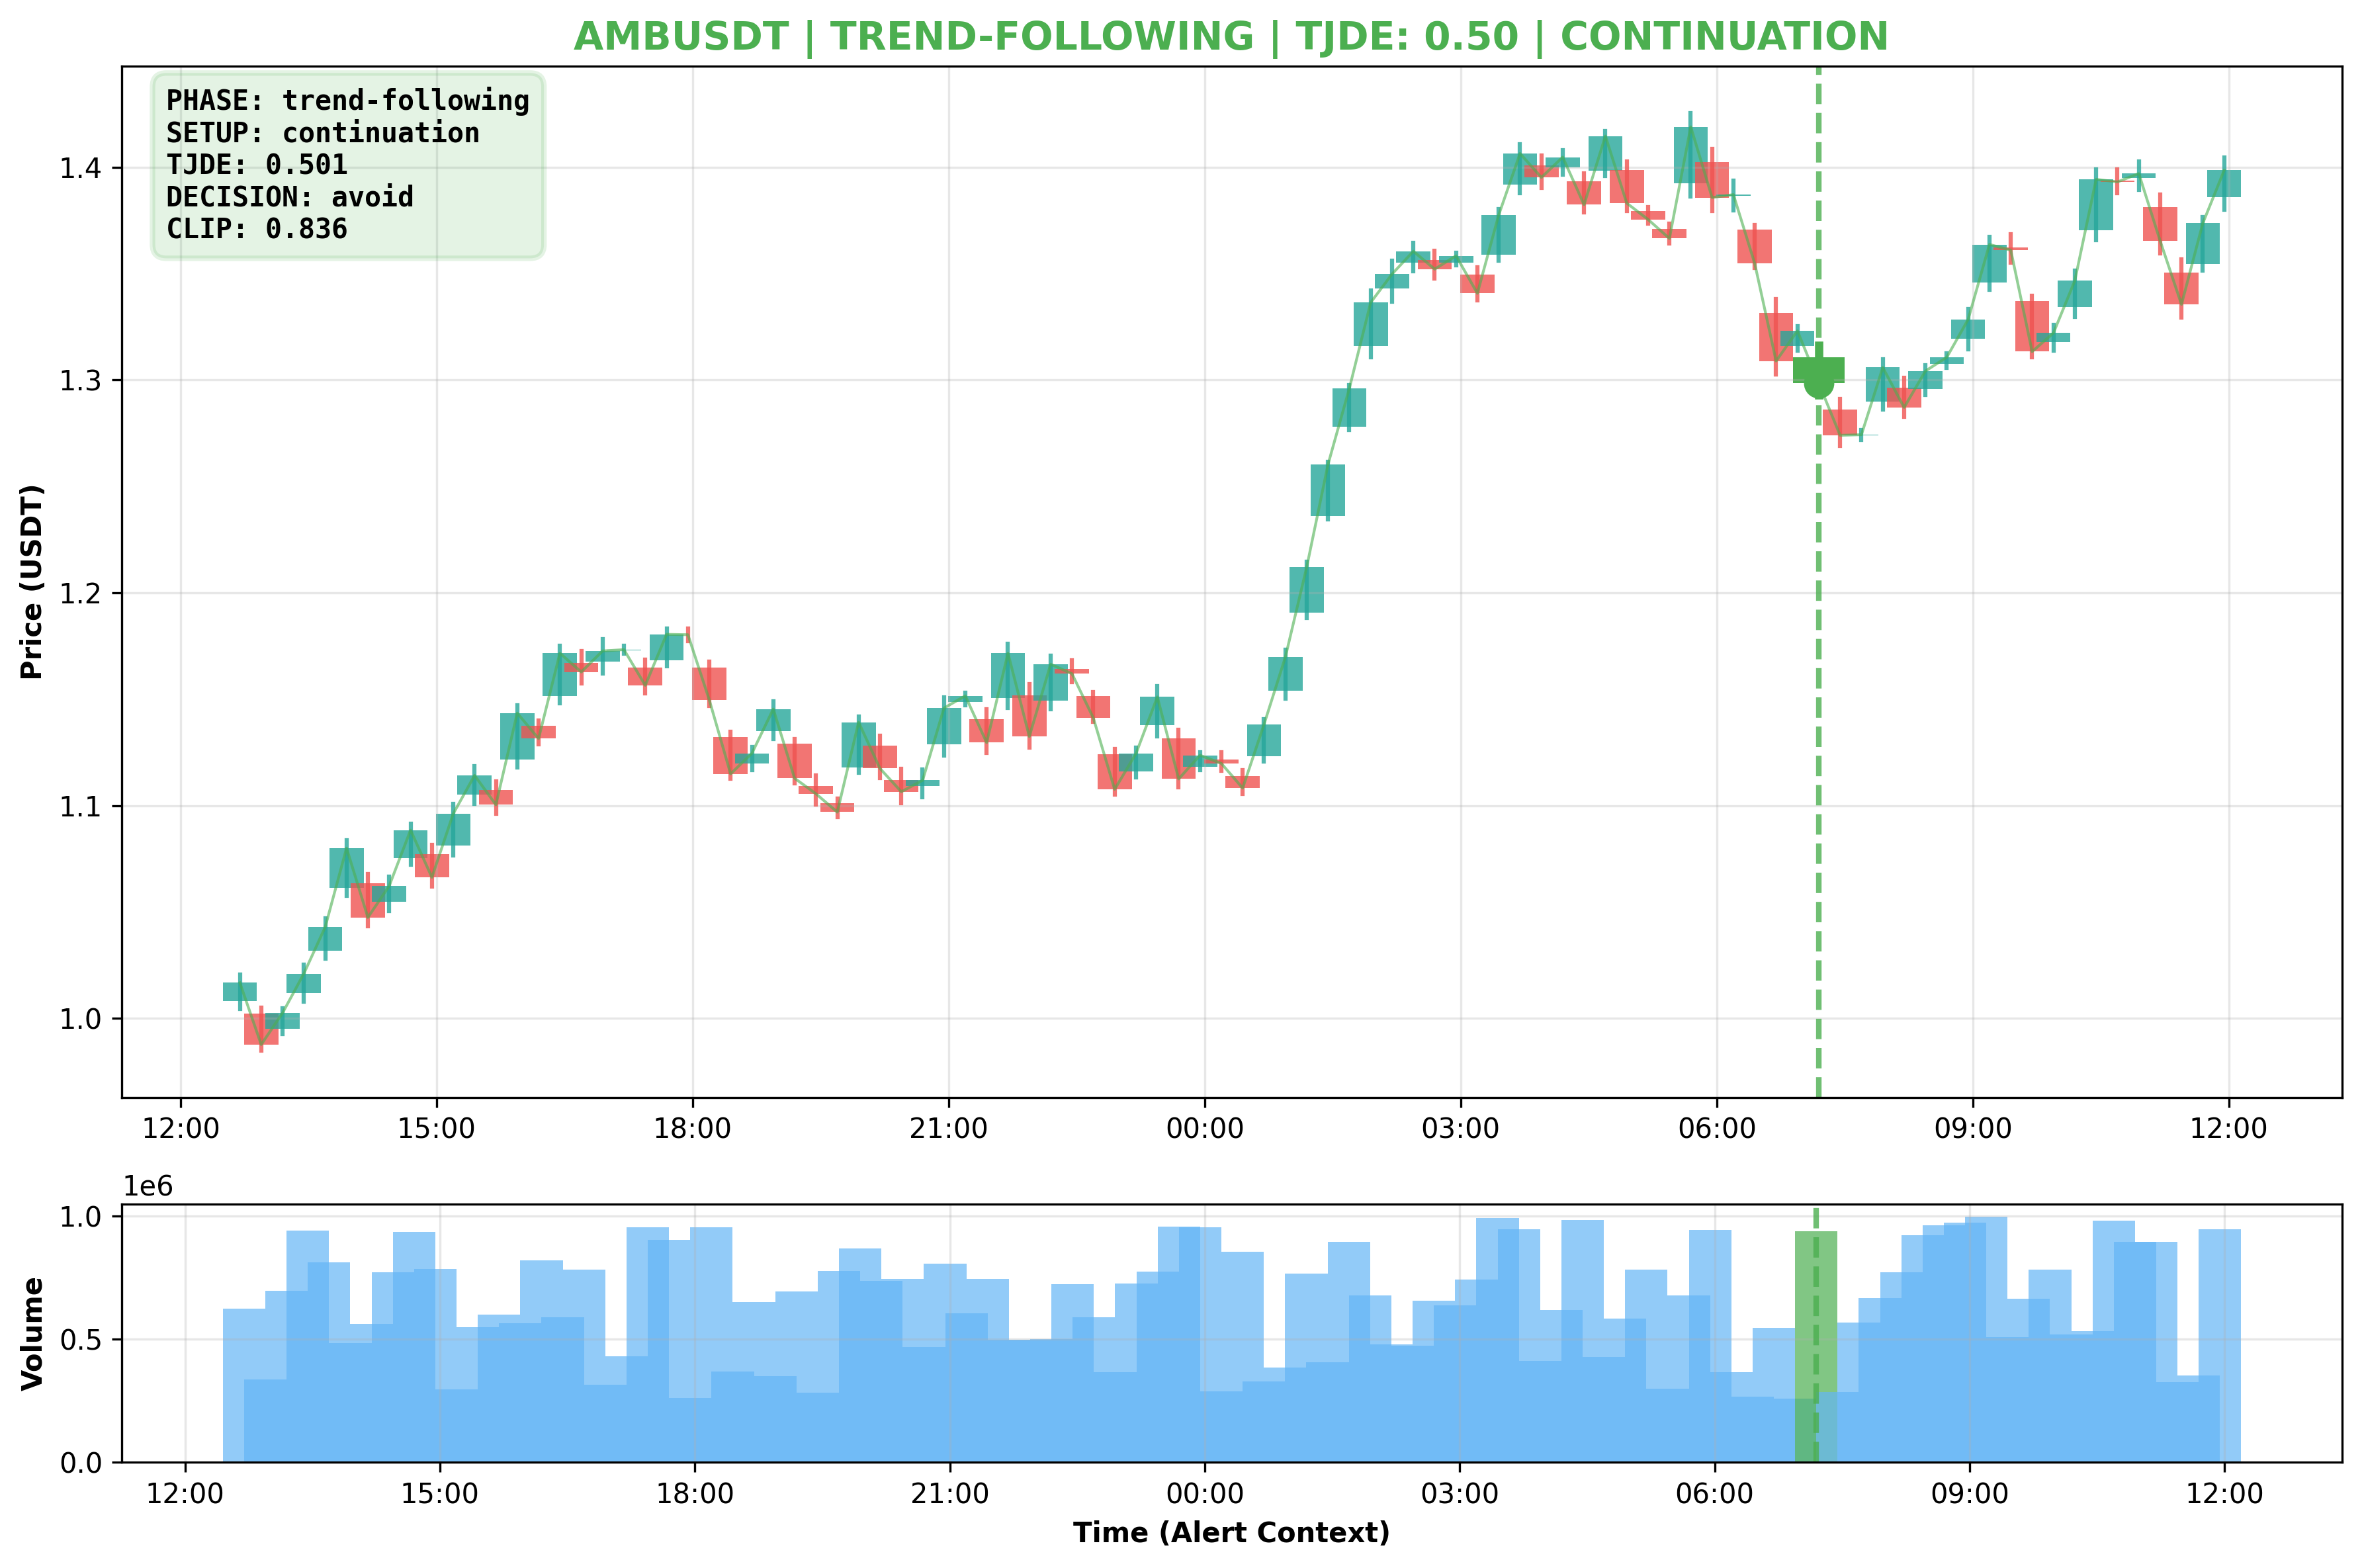 AMBUSDT | TREND-FOLLOWING | TJDE: 0.50 | CONTINUATION
PHASE: trend-following
SETUP: continuation
TJDE: 0.501
DECISION: avoid
CLIP: 0.836
Price (USDT)
1.4
1.3
1.2
1.1
1.0
12:00 15:00 18:00 21:00 00:00 03:00 06:00 09:00 12:00
1e6
Volume
1.0
0.5
0.0
12:00 15:00 18:00 21:00 00:00 03:00 06:00 09:00 12:00
Time (Alert Context)